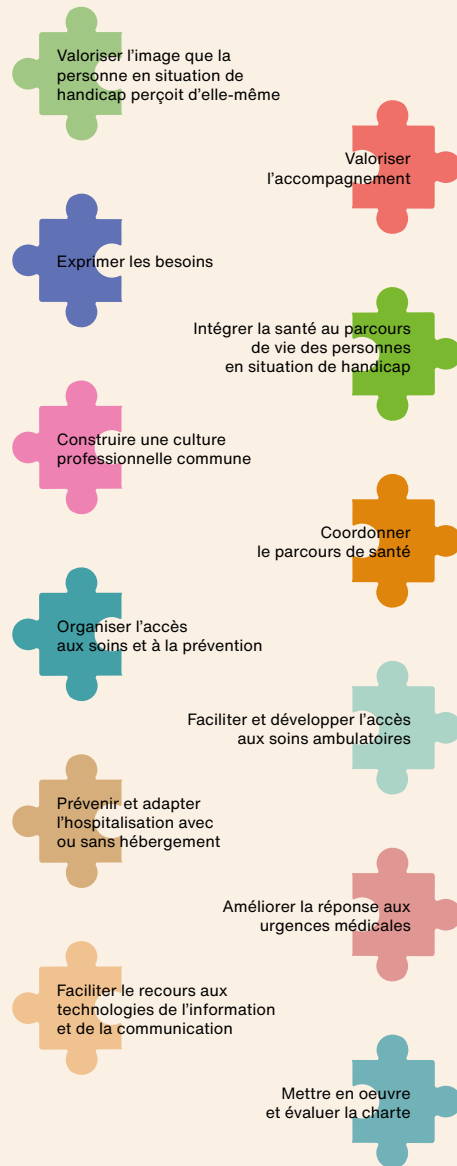 Valoriser l’image que la
personne en situation de
handicap perçoit d’elle-même
Valoriser
l’accompagnement
Exprimer les besoins
Intégrer la santé au parcours
de vie des personnes
en situation de handicap
Construire une culture
professionnelle commune
Coordonner
le parcours de santé
Organiser l’accès
aux soins et à la prévention
Faciliter et développer l’accès
aux soins ambulatoires
Prévenir et adapter
l’hospitalisation avec
ou sans hébergement
Améliorer la réponse aux
urgences médicales
Faciliter le recours aux
technologies de l’information
et de la communication
Mettre en oeuvre
et évaluer la charte